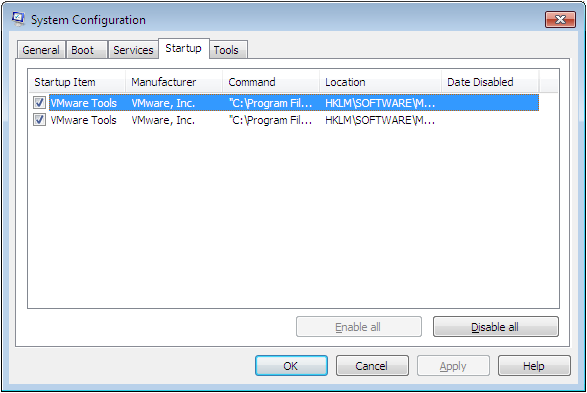 System Configuration
General Boot Services Startup Tools
Startup Item Manufacturer Command Location Date Disabled
VMware Tools VMware, Inc. "C:\Program Fil... HKLM\SOFTWARE\M...
VMware Tools VMware, Inc. "C:\Program Fil... HKLM\SOFTWARE\M...
Enable all Disable all
OK Cancel Apply Help